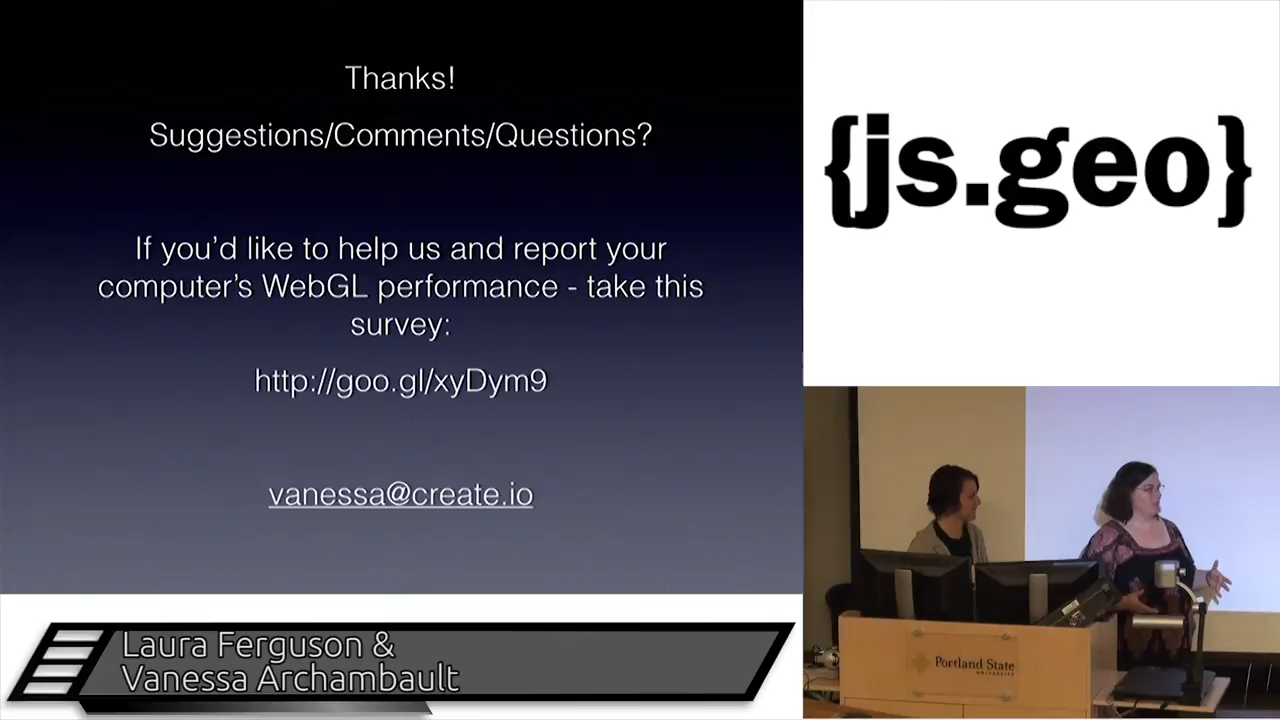 Thanks!
Suggestions/Comments/Questions?
If you’d like to help us and report your
computer’s WebGL performance - take this
survey:
http://goo.gl/xyDym9
vanessa@create.io
{js.geo}
Laura Ferguson &
Vanessa Archambault
Portland State
UNIVERSITY